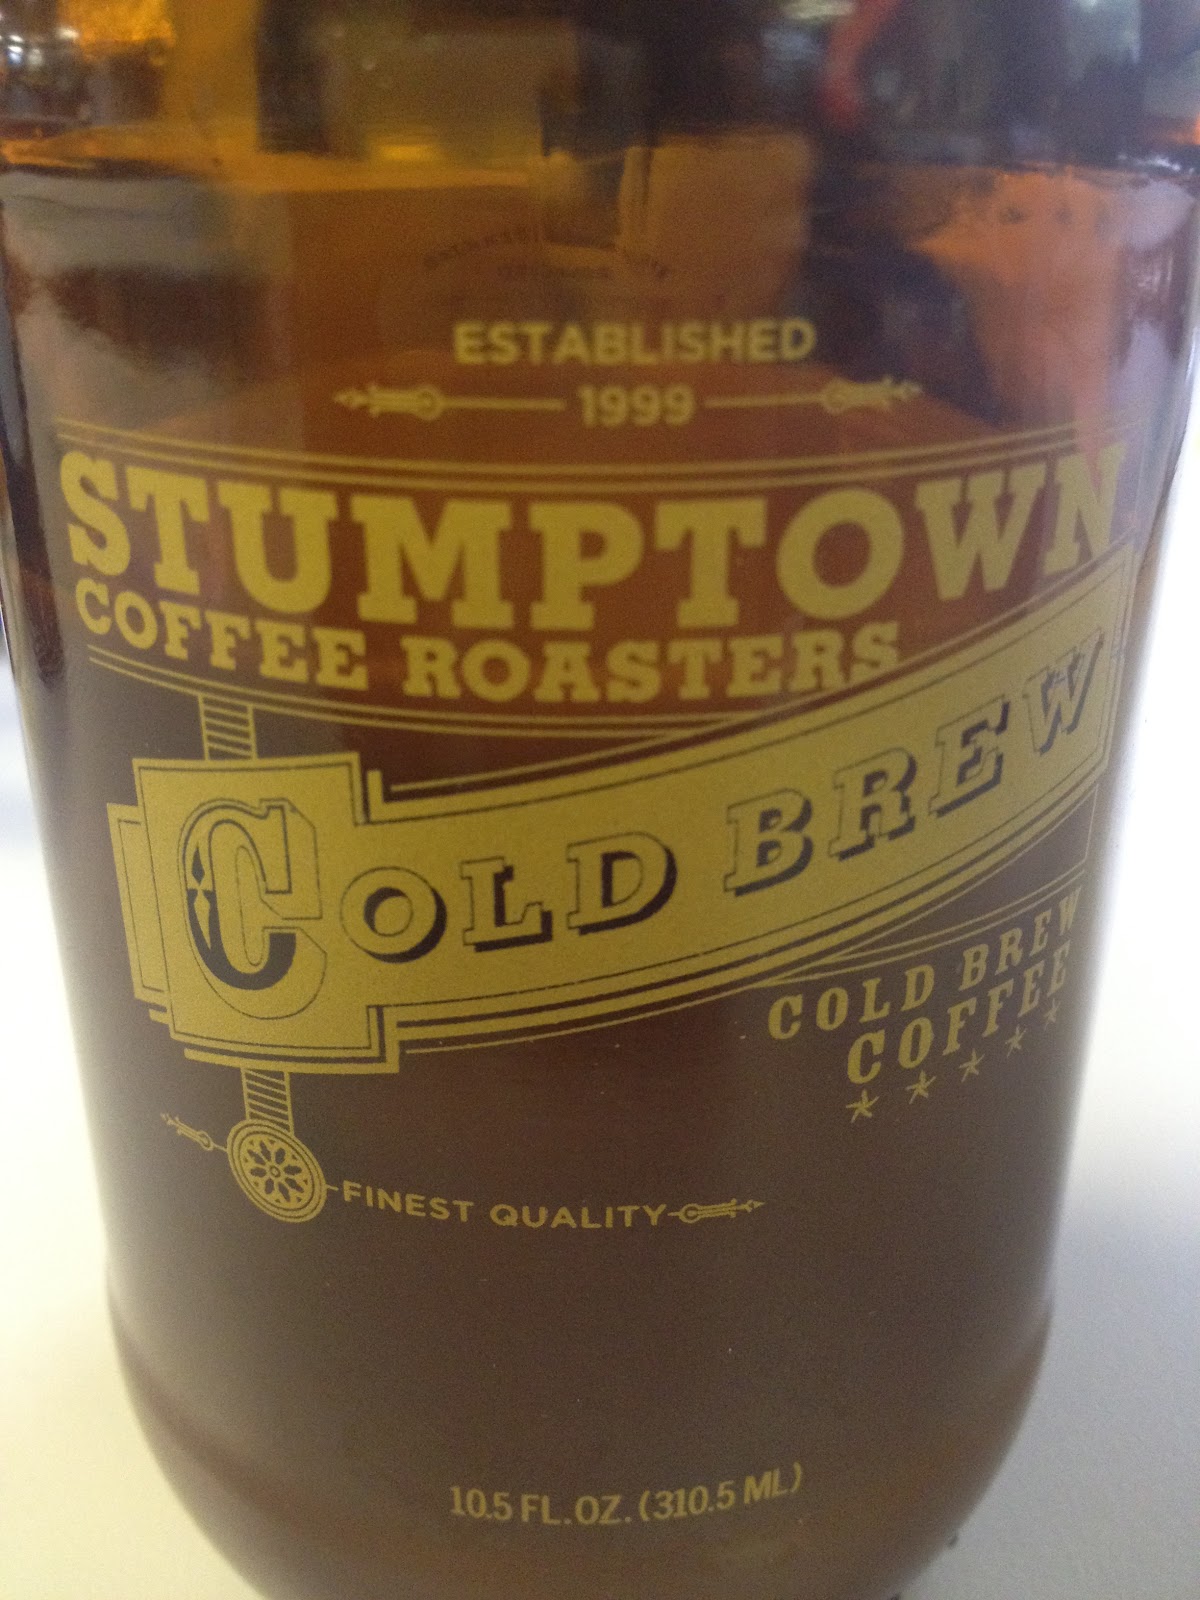 ESTABLISHED
1999
STUMPTOWN
COFFEE ROASTERS
COLD BREW
COLD BREW
COFFEE
FINEST QUALITY
10.5 FL.OZ. (310.5 ML)